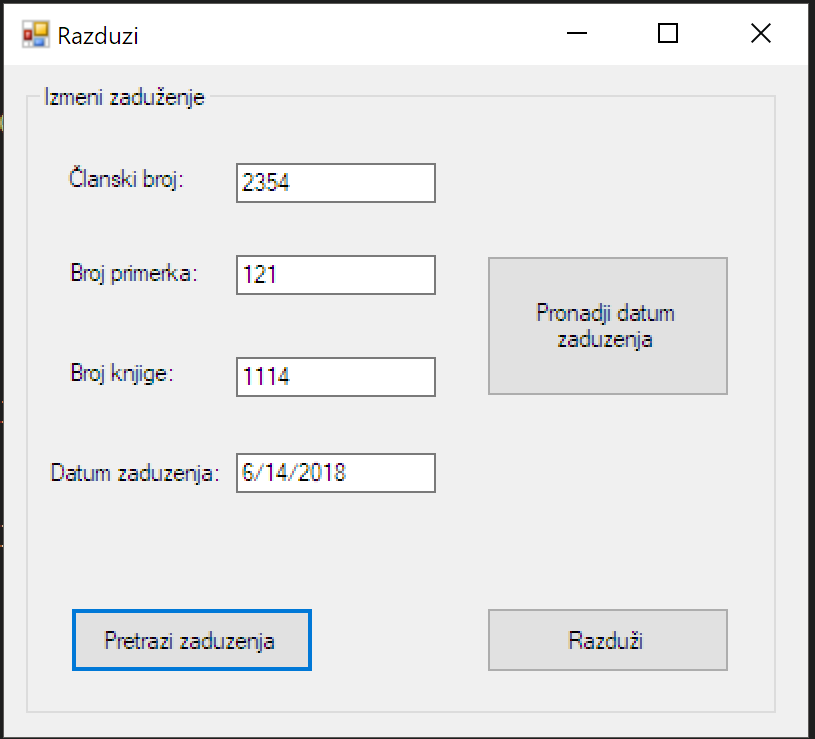 Razduzi
Izmeni zaduženje
Članski broj:
2354
Broj primerka:
121
Pronadji datum
zaduzenja
Broj knjige:
1114
Datum zaduzenja:
6/14/2018
Pretrazi zaduzenja
Razduži